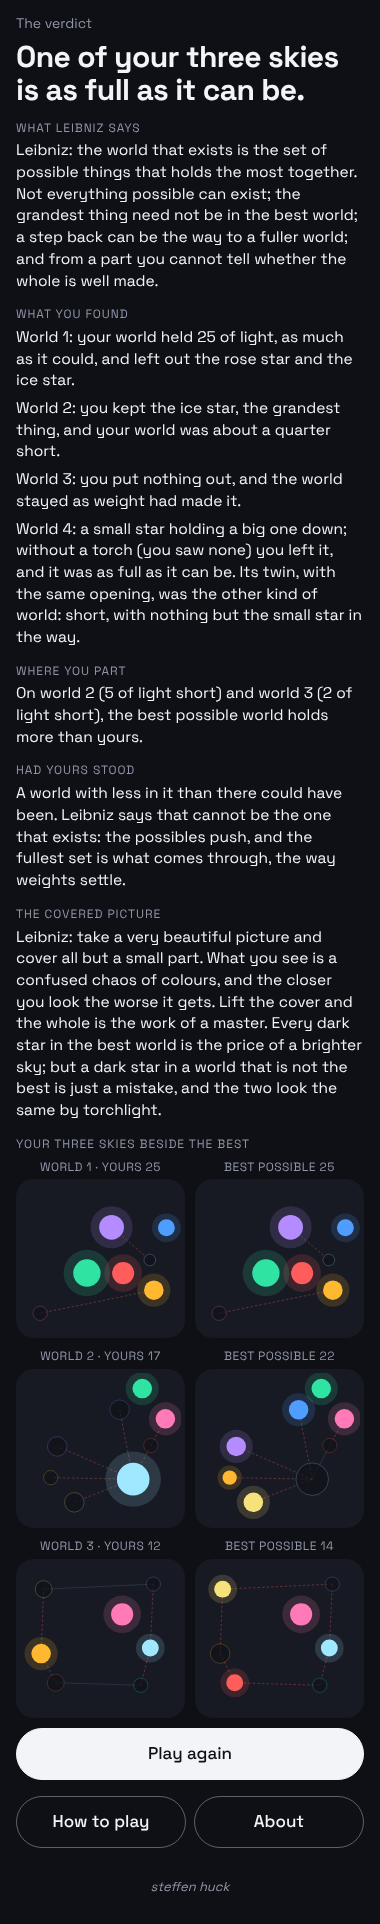 The verdict
One of your three skies
is as full as it can be.
WHAT LEIBNIZ SAYS
Leibniz: the world that exists is the set of
possible things that holds the most together.
Not everything possible can exist; the
grandest thing need not be in the best world;
a step back can be the way to a fuller world;
and from a part you cannot tell whether the
whole is well made.
WHAT YOU FOUND
World 1: your world held 25 of light, as much
as it could, and left out the rose star and the
ice star.
World 2: you kept the ice star, the grandest
thing, and your world was about a quarter
short.
World 3: you put nothing out, and the world
stayed as weight had made it.
World 4: a small star holding a big one down;
without a torch (you saw none) you left it,
and it was as full as it can be. Its twin, with
the same opening, was the other kind of
world: short, with nothing but the small star in
the way.
WHERE YOU PART
On world 2 (5 of light short) and world 3 (2 of
light short), the best possible world holds
more than yours.
HAD YOURS STOOD
A world with less in it than there could have
been. Leibniz says that cannot be the one
that exists: the possibles push, and the
fullest set is what comes through, the way
weights settle.
THE COVERED PICTURE
Leibniz: take a very beautiful picture and
cover all but a small part. What you see is a
confused chaos of colours, and the closer
you look the worse it gets. Lift the cover and
the whole is the work of a master. Every dark
star in the best world is the price of a brighter
sky; but a dark star in a world that is not the
best is just a mistake, and the two look the
same by torchlight.
YOUR THREE SKIES BESIDE THE BEST
WORLD 1 · YOURS 25
BEST POSSIBLE 25
WORLD 2 · YOURS 17
BEST POSSIBLE 22
WORLD 3 · YOURS 12
BEST POSSIBLE 14
Play again
How to play
About
steffen huck